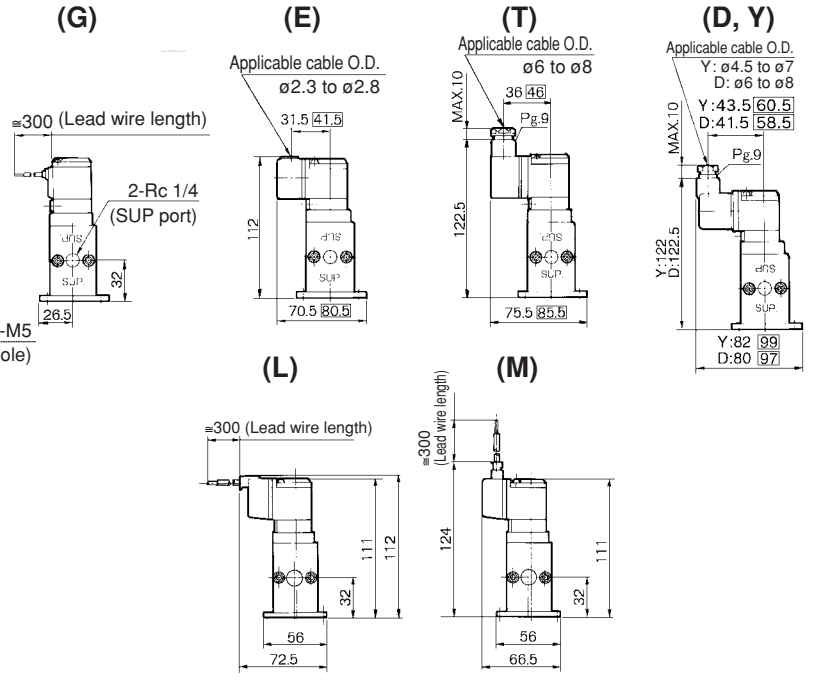 (G)
≅300 (Lead wire length)
2-Rc 1/4
(SUP port)
SUP.
SUP.
32
26.5
-M5
ole)
(E)
Applicable cable O.D.
ø2.3 to ø2.8
31.5 41.5
112
SUP.
SUP.
70.5 80.5
(T)
Applicable cable O.D.
ø6 to ø8
36 46
MAX.10
Pg.9
122.5
SUP.
SUP.
75.5 85.5
(D, Y)
Applicable cable O.D.
Y: ø4.5 to ø7
D: ø6 to ø8
Y:43.5 60.5
D:41.5 58.5
MAX.10
Pg.9
Y:122
D:122.5
SUP.
SUP.
Y:82 99
D:80 97
(L)
≅300 (Lead wire length)
111
112
32
56
72.5
(M)
≅300
(Lead wire length)
124
111
32
56
66.5